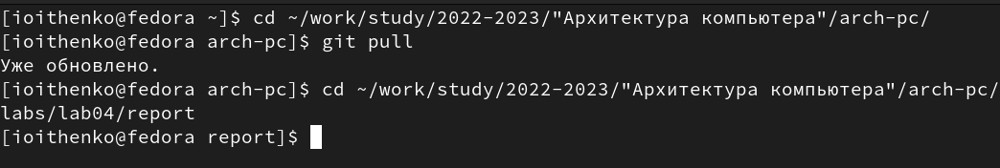 [ioithenko@fedora ~]$ cd ~/work/study/2022-2023/"Архитектура компьютера"/arch-pc/
[ioithenko@fedora arch-pc]$ git pull
Уже обновлено.
[ioithenko@fedora arch-pc]$ cd ~/work/study/2022-2023/"Архитектура компьютера"/arch-pc/
labs/lab04/report
[ioithenko@fedora report]$